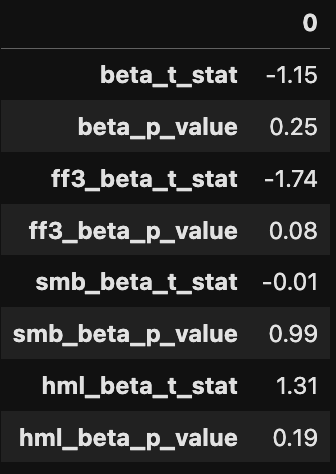 0
beta_t_stat -1.15
beta_p_value 0.25
ff3_beta_t_stat -1.74
ff3_beta_p_value 0.08
smb_beta_t_stat -0.01
smb_beta_p_value 0.99
hml_beta_t_stat 1.31
hml_beta_p_value 0.19